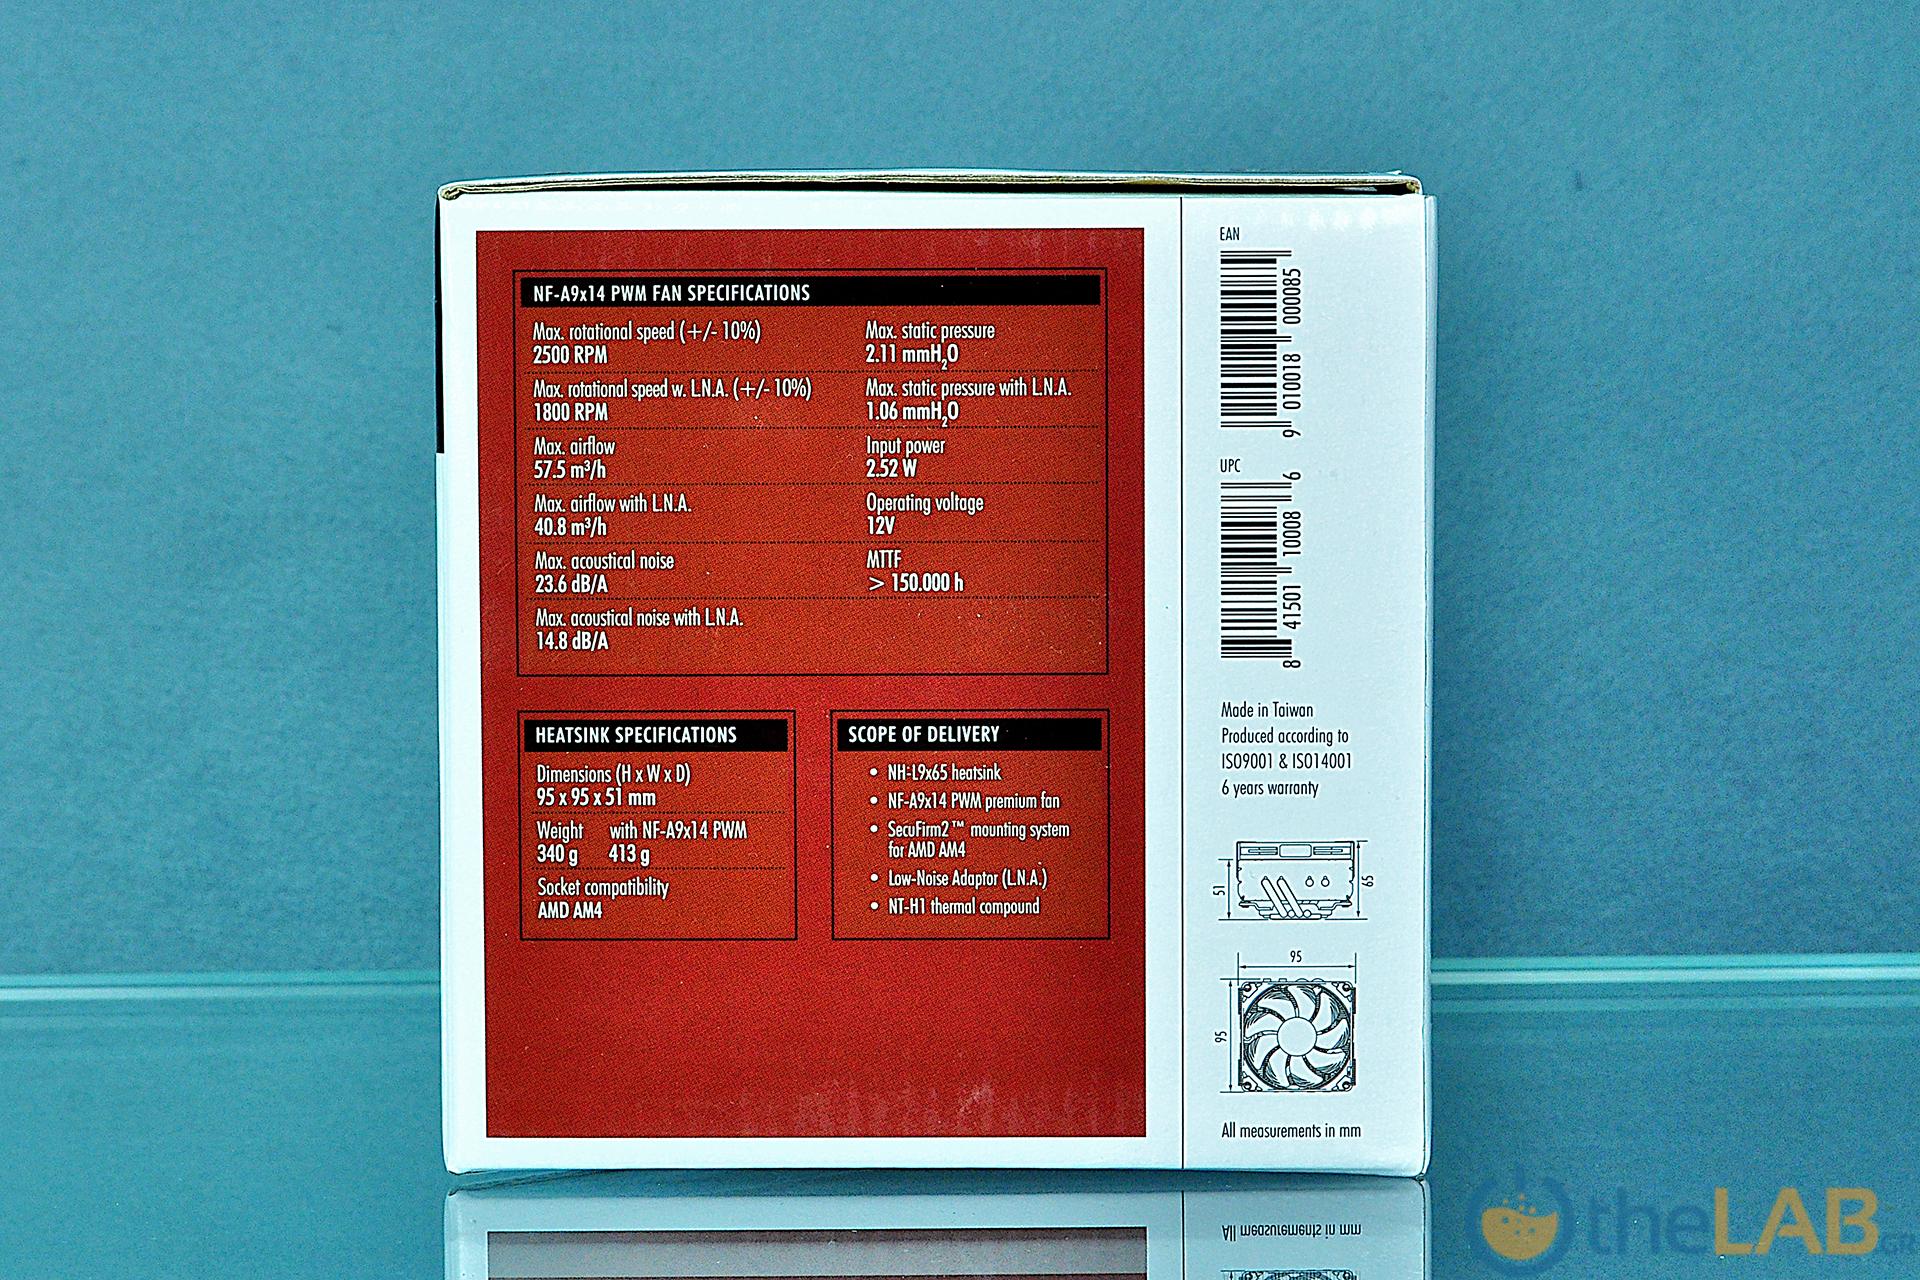 NF-A9x14 PWM FAN SPECIFICATIONS
Max. rotational speed (+/- 10%)
2500 RPM
Max. rotational speed w. L.N.A. (+/- 10%)
1800 RPM
Max. airflow
57.5 m³/h
Max. airflow with L.N.A.
40.8 m³/h
Max. acoustical noise
23.6 dB/A
Max. acoustical noise with L.N.A.
14.8 dB/A
Max. static pressure
2.11 mmH₂O
Max. static pressure with L.N.A.
1.06 mmH₂O
Input power
2.52 W
Operating voltage
12V
MTTF
> 150.000 h
HEATSINK SPECIFICATIONS
Dimensions (H x W x D)
95 x 95 x 51 mm
Weight with NF-A9x14 PWM
340 g 413 g
Socket compatibility
AMD AM4
SCOPE OF DELIVERY
• NH-L9x65 heatsink
• NF-A9x14 PWM premium fan
• SecuFirm2™ mounting system
for AMD AM4
• Low-Noise Adaptor (L.N.A.)
• NT-H1 thermal compound
EAN
9 010018 000085
UPC
8 41501 10008 6
Made in Taiwan
Produced according to
ISO9001 & ISO14001
6 years warranty
51
65
95
95
All measurements in mm
All measurements in mm
theLAB
GR